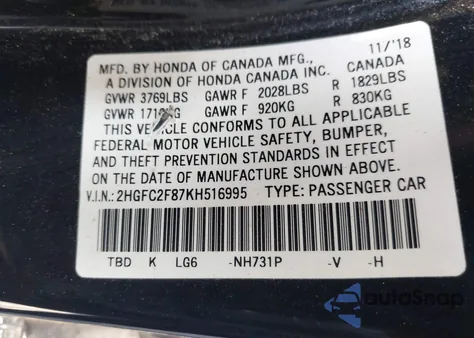 MFD. BY HONDA OF CANADA MFG., 11/'18
A DIVISION OF HONDA CANADA INC. CANADA
GVWR 3769LBS GAWR F 2028LBS R 1829LBS
GVWR GAWR F 920KG R 830KG
THIS VEHICLE CONFORMS TO ALL APPLICABLE
FEDERAL MOTOR VEHICLE SAFETY, BUMPER,
AND THEFT PREVENTION STANDARDS IN EFFECT
ON THE DATE OF MANUFACTURE SHOWN ABOVE.
V.I.N.: 2HGFC2F87KH516995 TYPE: PASSENGER CAR
TBD K LG6 -NH731P -V -H
autoSnap